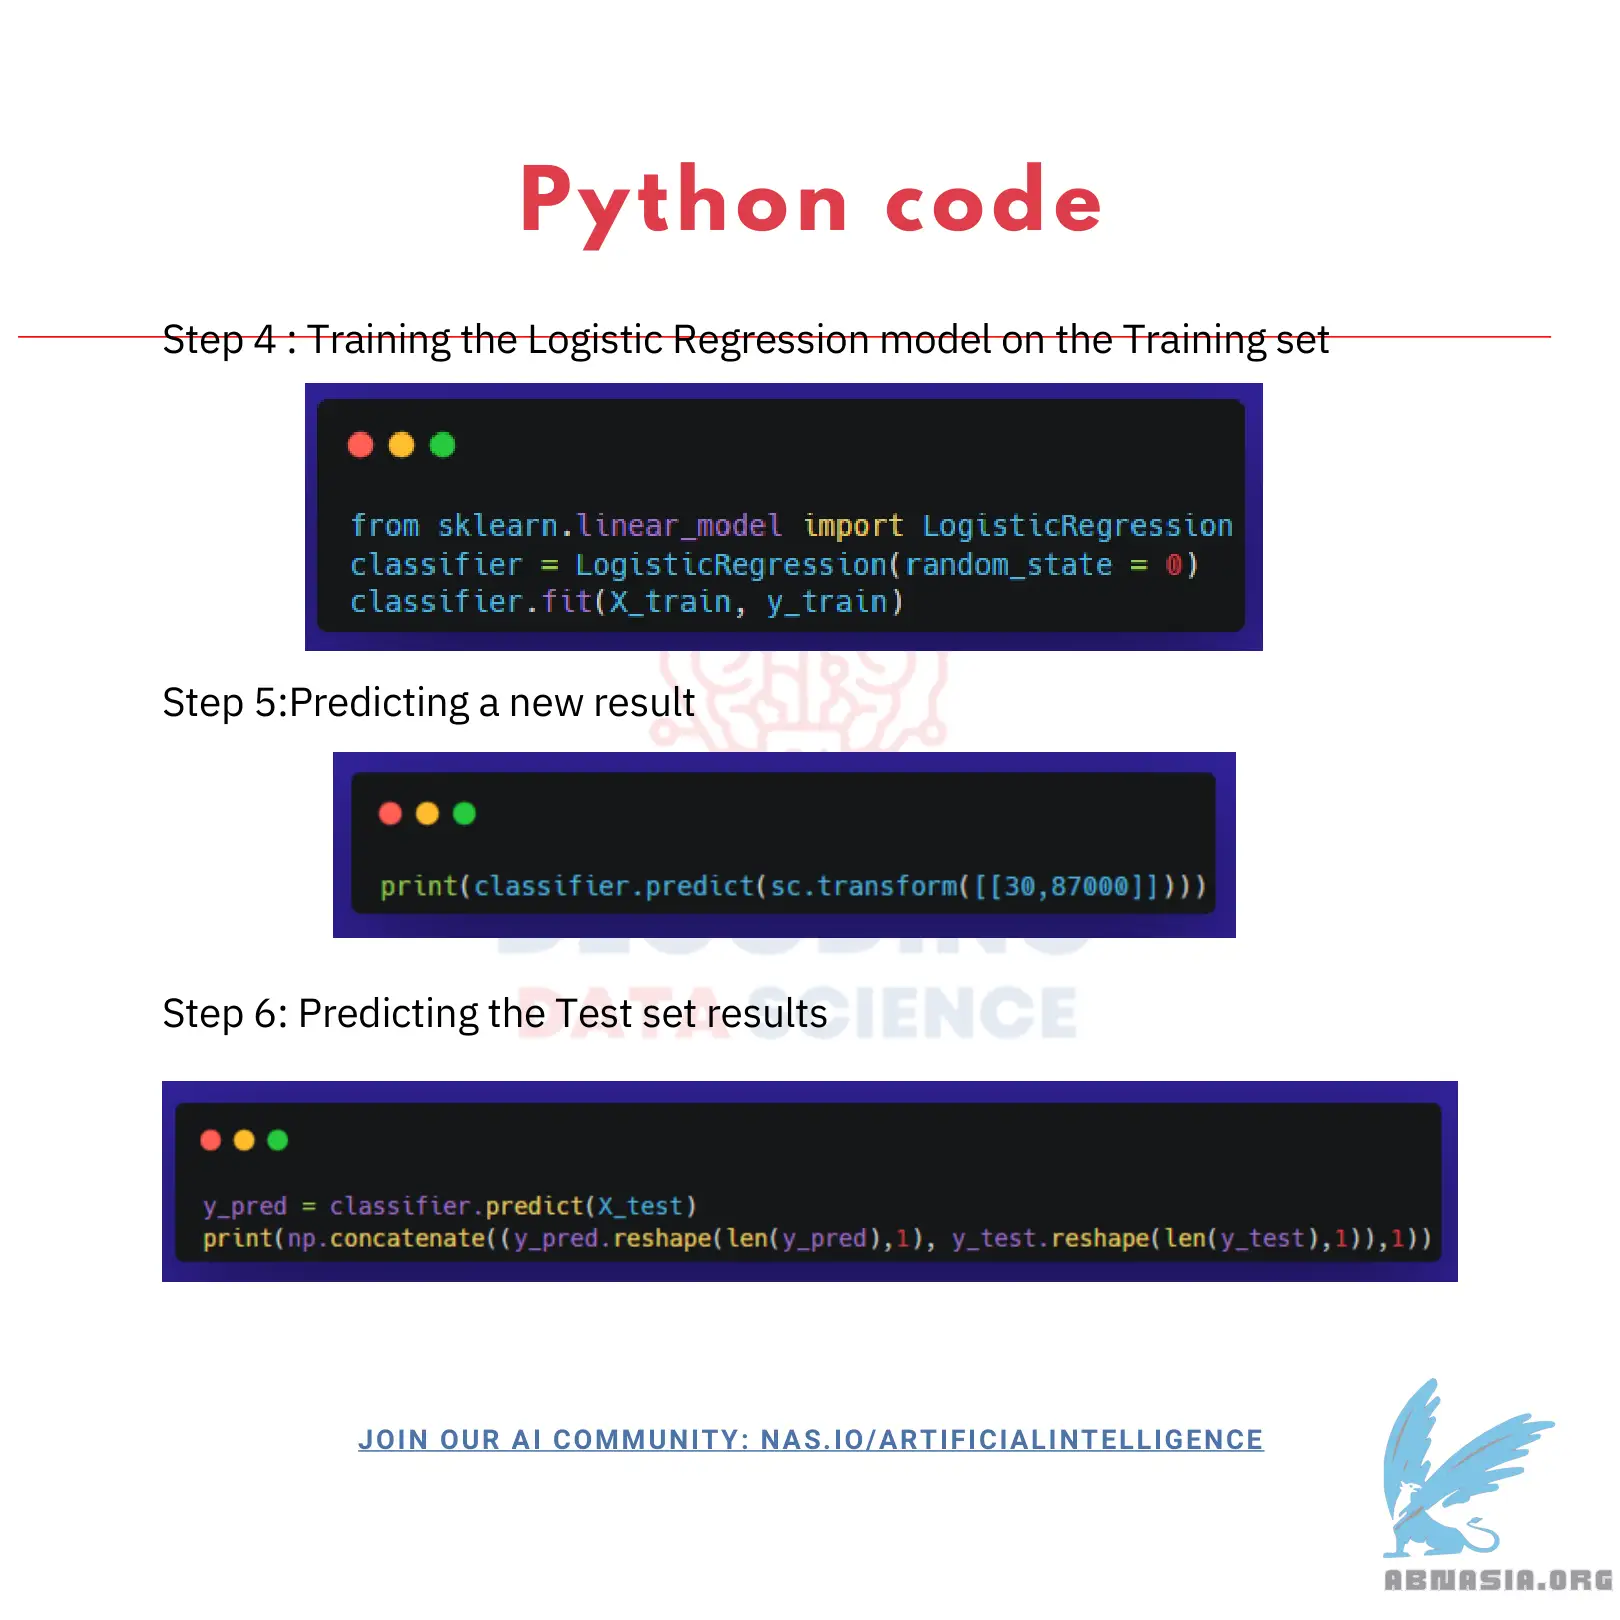 Python code
Step 4 : Training the Logistic Regression model on the Training set
from sklearn.linear_model import LogisticRegression
classifier = LogisticRegression(random_state = 0)
classifier.fit(X_train, y_train)
Step 5:Predicting a new result
print(classifier.predict(sc.transform([[30,87000]])))
DECODING
Step 6: Predicting the Test set results
DATA SCIENCE
y_pred = classifier.predict(X_test)
print(np.concatenate((y_pred.reshape(len(y_pred),1), y_test.reshape(len(y_test),1)),1))
JOIN OUR AI COMMUNITY: NAS.IO/ARTIFICIALINTELLIGENCE
ABNASIA.ORG